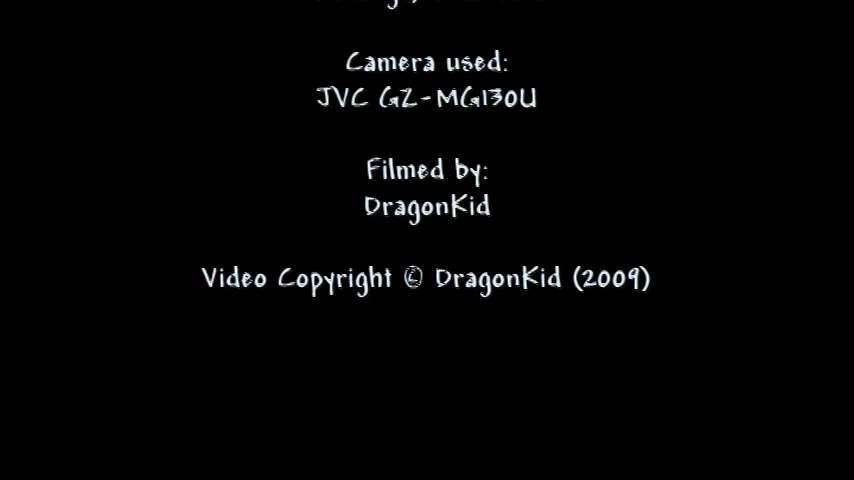 Camera used:
JVC GZ-MG130U
Filmed by:
DragonKid
Video Copyright © DragonKid (2009)